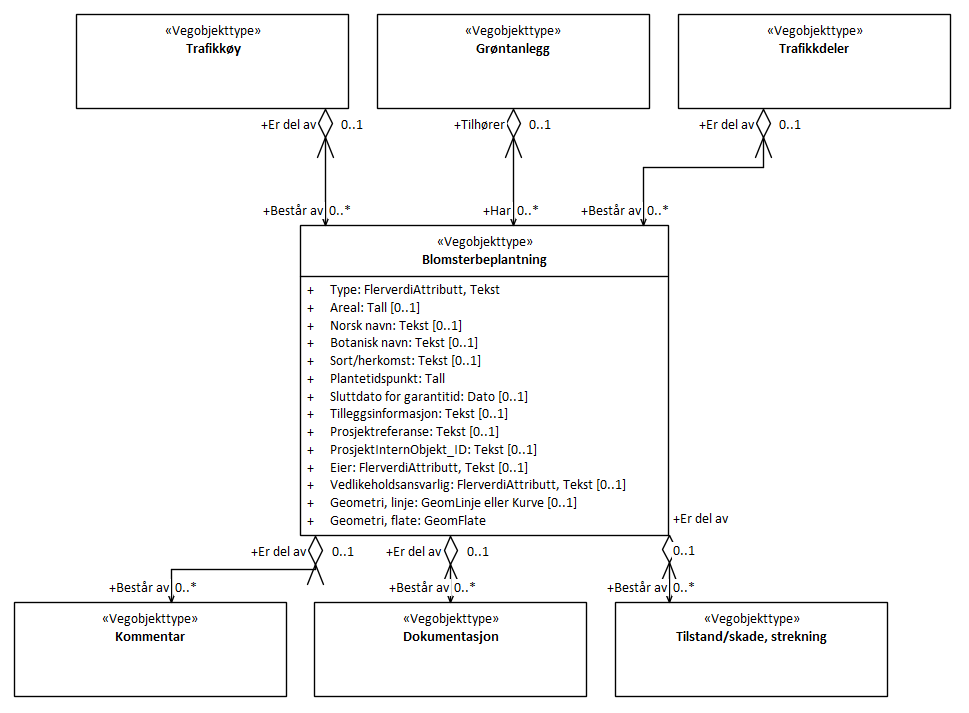 «Vegobjekttype»
Trafikkøy
«Vegobjekttype»
Grøntanlegg
«Vegobjekttype»
Trafikkdeler
+Er del av 0..1
+Tilhører 0..1
+Er del av 0..1
+Består av 0..*
+Har 0..*
+Består av 0..*
«Vegobjekttype»
Blomsterbeplantning
+ Type: FlerverdiAttributt, Tekst
+ Areal: Tall [0..1]
+ Norsk navn: Tekst [0..1]
+ Botanisk navn: Tekst [0..1]
+ Sort/herkomst: Tekst [0..1]
+ Plantetidspunkt: Tall
+ Sluttdato for garantitid: Dato [0..1]
+ Tilleggsinformasjon: Tekst [0..1]
+ Prosjektreferanse: Tekst [0..1]
+ ProsjektInternObjekt_ID: Tekst [0..1]
+ Eier: FlerverdiAttributt, Tekst [0..1]
+ Vedlikeholdsansvarlig: FlerverdiAttributt, Tekst [0..1]
+ Geometri, linje: GeomLinje eller Kurve [0..1]
+ Geometri, flate: GeomFlate
+Er del av
+Er del av 0..1
+Er del av 0..1
0..1
+Består av 0..*
+Består av 0..*
+Består av 0..*
«Vegobjekttype»
Kommentar
«Vegobjekttype»
Dokumentasjon
«Vegobjekttype»
Tilstand/skade, strekning